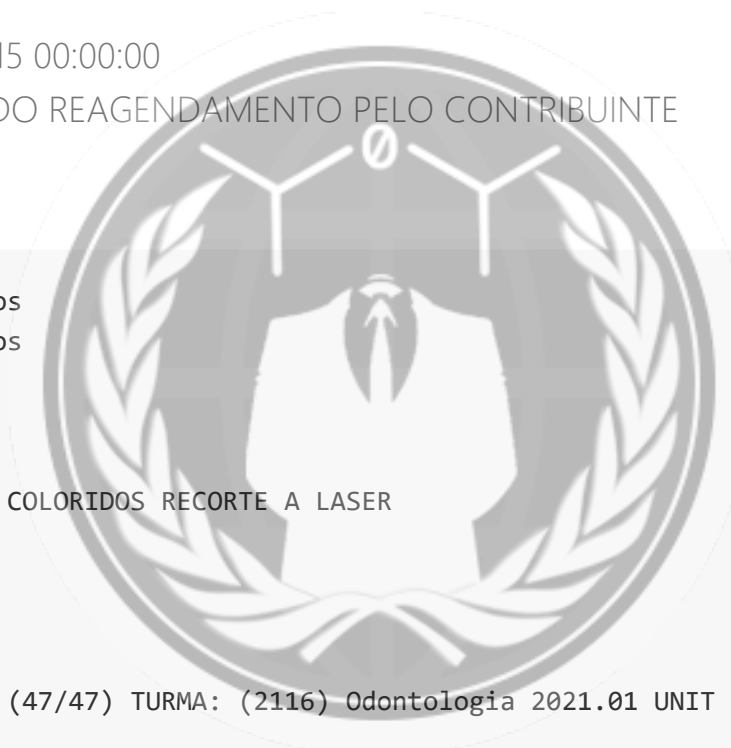 15 00:00:00
DO REAGENDAMENTO PELO CONTRIBUINTE
0
os
os
COLORIDOS RECORTE A LASER
(47/47) TURMA: (2116) Odontologia 2021.01 UNIT